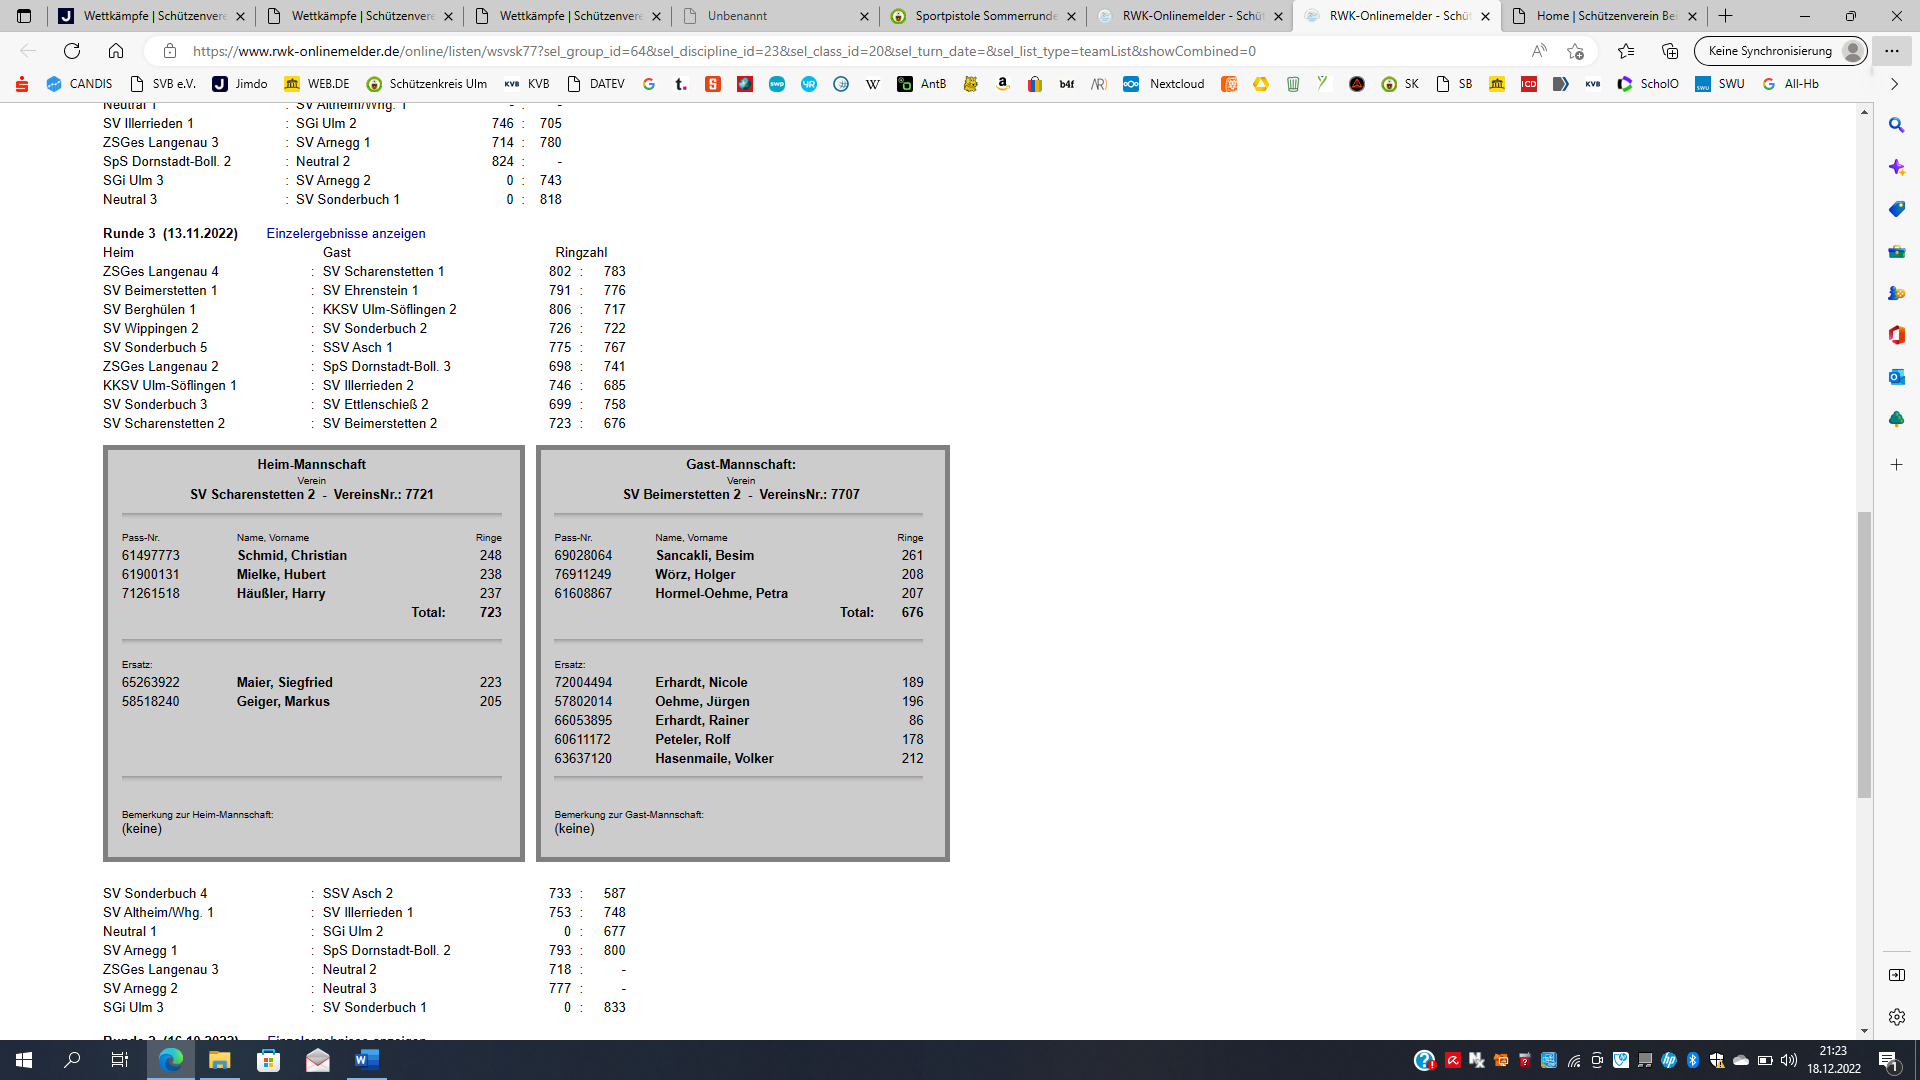 Wettkämpfe | Schützenvere
Wettkämpfe | Schützenvere
Wettkämpfe | Schützenvere
Unbenannt
Sportpistole Sommerrunde
RWK-Onlinemelder - Schüt
RWK-Onlinemelder - Schüt
Home | Schützenverein Bei
https://www.rwk-onlinemelder.de/online/listen/wsvsk77?sel_group_id=64&sel_discipline_id=23&sel_class_id=20&sel_turn_date=&sel_list_type=teamList&showCombined=0
Keine Synchronisierung
CANDIS SVB e.V. Jimdo WEB.DE Schützenkreis Ulm KVB KVB DATEV AntB b4f Nextcloud SK SB ICD KVB ScholO SWU All-Hb
Neutral 1 : SV Altheim/Whg. 1 - : -
SV Illerrieden 1 : SGi Ulm 2 746 : 705
ZSGes Langenau 3 : SV Arnegg 1 714 : 780
SpS Dornstadt-Boll. 2 : Neutral 2 824 : -
SGi Ulm 3 : SV Arnegg 2 0 : 743
Neutral 3 : SV Sonderbuch 1 0 : 818
Runde 3 (13.11.2022) Einzelergebnisse anzeigen
Heim Gast Ringzahl
ZSGes Langenau 4 : SV Scharenstetten 1 802 : 783
SV Beimerstetten 1 : SV Ehrenstein 1 791 : 776
SV Berghülen 1 : KKSV Ulm-Söflingen 2 806 : 717
SV Wippingen 2 : SV Sonderbuch 2 726 : 722
SV Sonderbuch 5 : SSV Asch 1 775 : 767
ZSGes Langenau 2 : SpS Dornstadt-Boll. 3 698 : 741
KKSV Ulm-Söflingen 1 : SV Illerrieden 2 746 : 685
SV Sonderbuch 3 : SV Ettlenschieß 2 699 : 758
SV Scharenstetten 2 : SV Beimerstetten 2 723 : 676
Heim-Mannschaft
Verein
SV Scharenstetten 2 - VereinsNr.: 7721
Pass-Nr. Name, Vorname Ringe
61497773 Schmid, Christian 248
61900131 Mielke, Hubert 238
71261518 Häußler, Harry 237
Total: 723
Ersatz:
65263922 Maier, Siegfried 223
58518240 Geiger, Markus 205
Bemerkung zur Heim-Mannschaft:
(keine)
Gast-Mannschaft:
Verein
SV Beimerstetten 2 - VereinsNr.: 7707
Pass-Nr. Name, Vorname Ringe
69028064 Sancakli, Besim 261
76911249 Wörz, Holger 208
61608867 Hormel-Oehme, Petra 207
Total: 676
Ersatz:
72004494 Erhardt, Nicole 189
57802014 Oehme, Jürgen 196
66053895 Erhardt, Rainer 86
60611172 Peteler, Rolf 178
63637120 Hasenmaile, Volker 212
Bemerkung zur Gast-Mannschaft:
(keine)
SV Sonderbuch 4 : SSV Asch 2 733 : 587
SV Altheim/Whg. 1 : SV Illerrieden 1 753 : 748
Neutral 1 : SGi Ulm 2 0 : 677
SV Arnegg 1 : SpS Dornstadt-Boll. 2 793 : 800
ZSGes Langenau 3 : Neutral 2 718 : -
SV Arnegg 2 : Neutral 3 777 : -
SGi Ulm 3 : SV Sonderbuch 1 0 : 833
21:23
18.12.2022